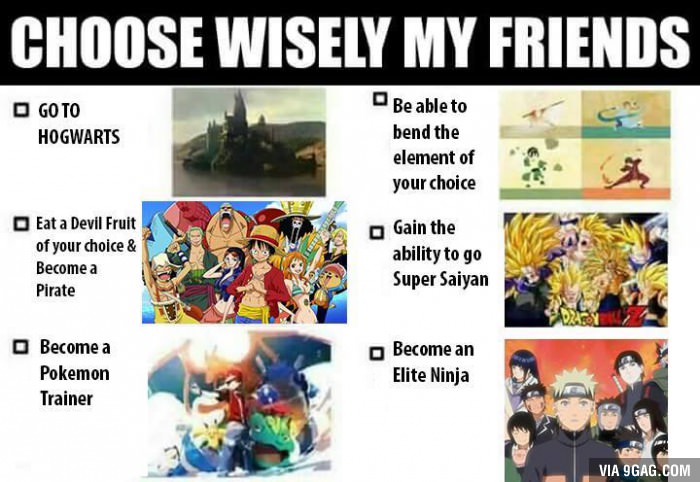 CHOOSE WISELY MY FRIENDS
GO TO
HOGWARTS
Be able to
bend the
element of
your choice
Eat a Devil Fruit
of your choice &
Become a
Pirate
Gain the
ability to go
Super Saiyan
DRAGONBALL Z
Become a
Pokemon
Trainer
Become an
Elite Ninja
VIA 9GAG.COM